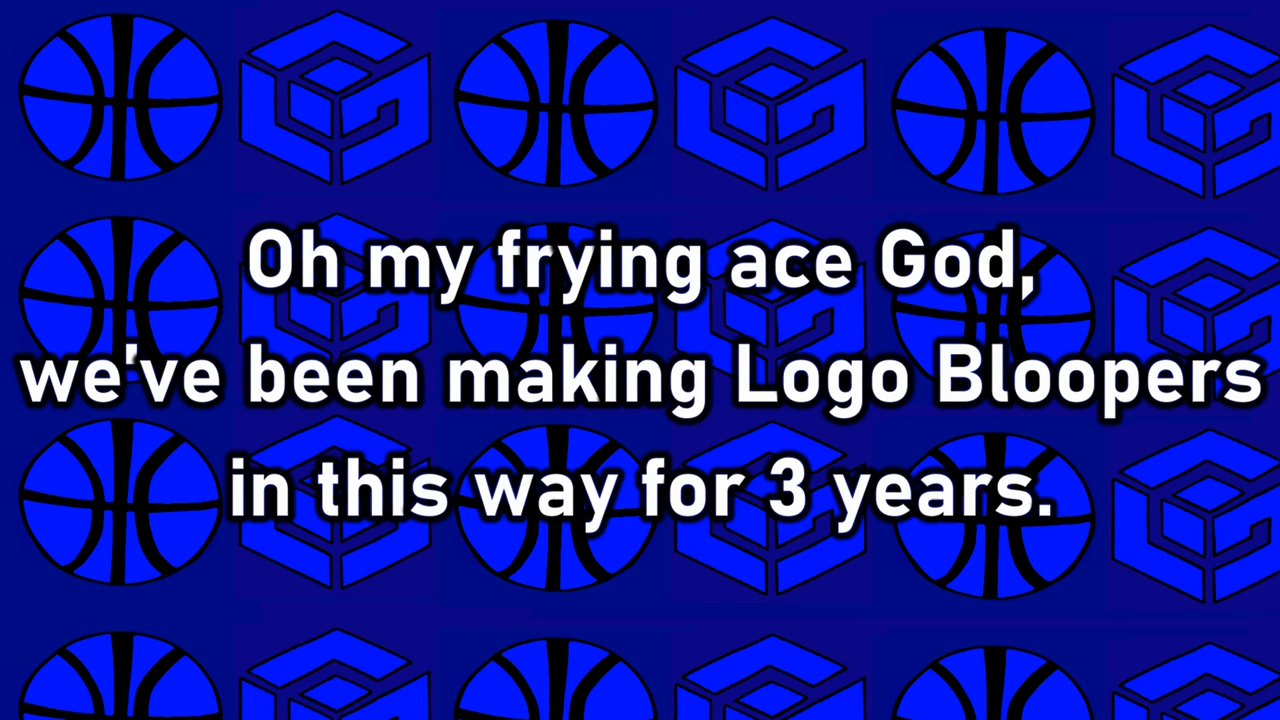 Oh my frying ace God,
we've been making Logo Bloopers
in this way for 3 years.